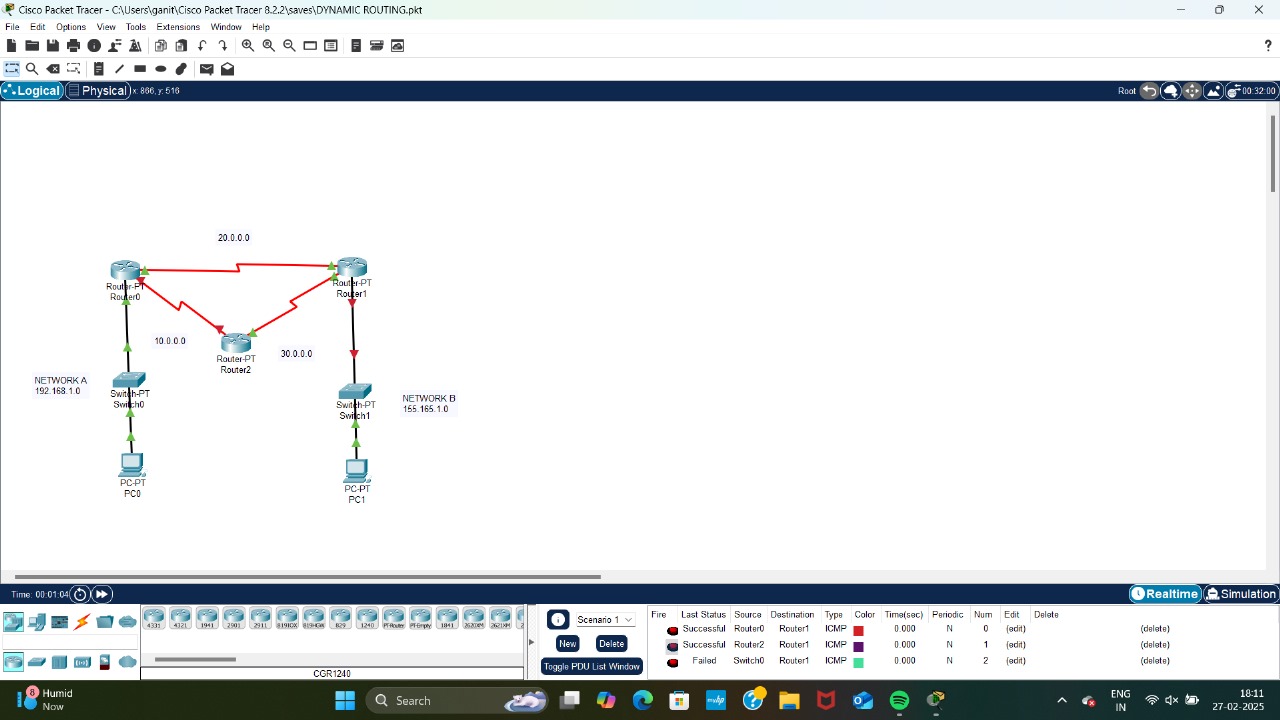 Cisco Packet Tracer - C:\Users\ganit\Cisco Packet Tracer 8.2.2\saves\DYNAMIC ROUTING.pkt
File Edit Options View Tools Extensions Window Help
Logical Physical x: 866, y: 516 Root 00:32:00
20.0.0.0
Router-PT
Router0
Router-PT
Router1
10.0.0.0
Router-PT
Router2
30.0.0.0
NETWORK A
192.168.1.0
Switch-PT
Switch0
Switch-PT
Switch1
NETWORK B
155.165.1.0
PC-PT
PC0
PC-PT
PC1
Time: 00:01:04 Realtime Simulation
4331 4321 1941 2901 2911 819IOX 819HGW 829 1240 PT-Router PT-Empty 1841 2620XM 2621XM
CGR1240
Scenario 1
New Delete
Toggle PDU List Window
Fire Last Status Source Destination Type Color Time(sec) Periodic Num Edit Delete
Successful Router0 Router1 ICMP 0.000 N 0 (edit) (delete)
Successful Router2 Router1 ICMP 0.000 N 1 (edit) (delete)
Failed Switch0 Router1 ICMP 0.000 N 2 (edit) (delete)
8
Humid
Now
Search
myhp
ENG
IN
18:11
27-02-2025